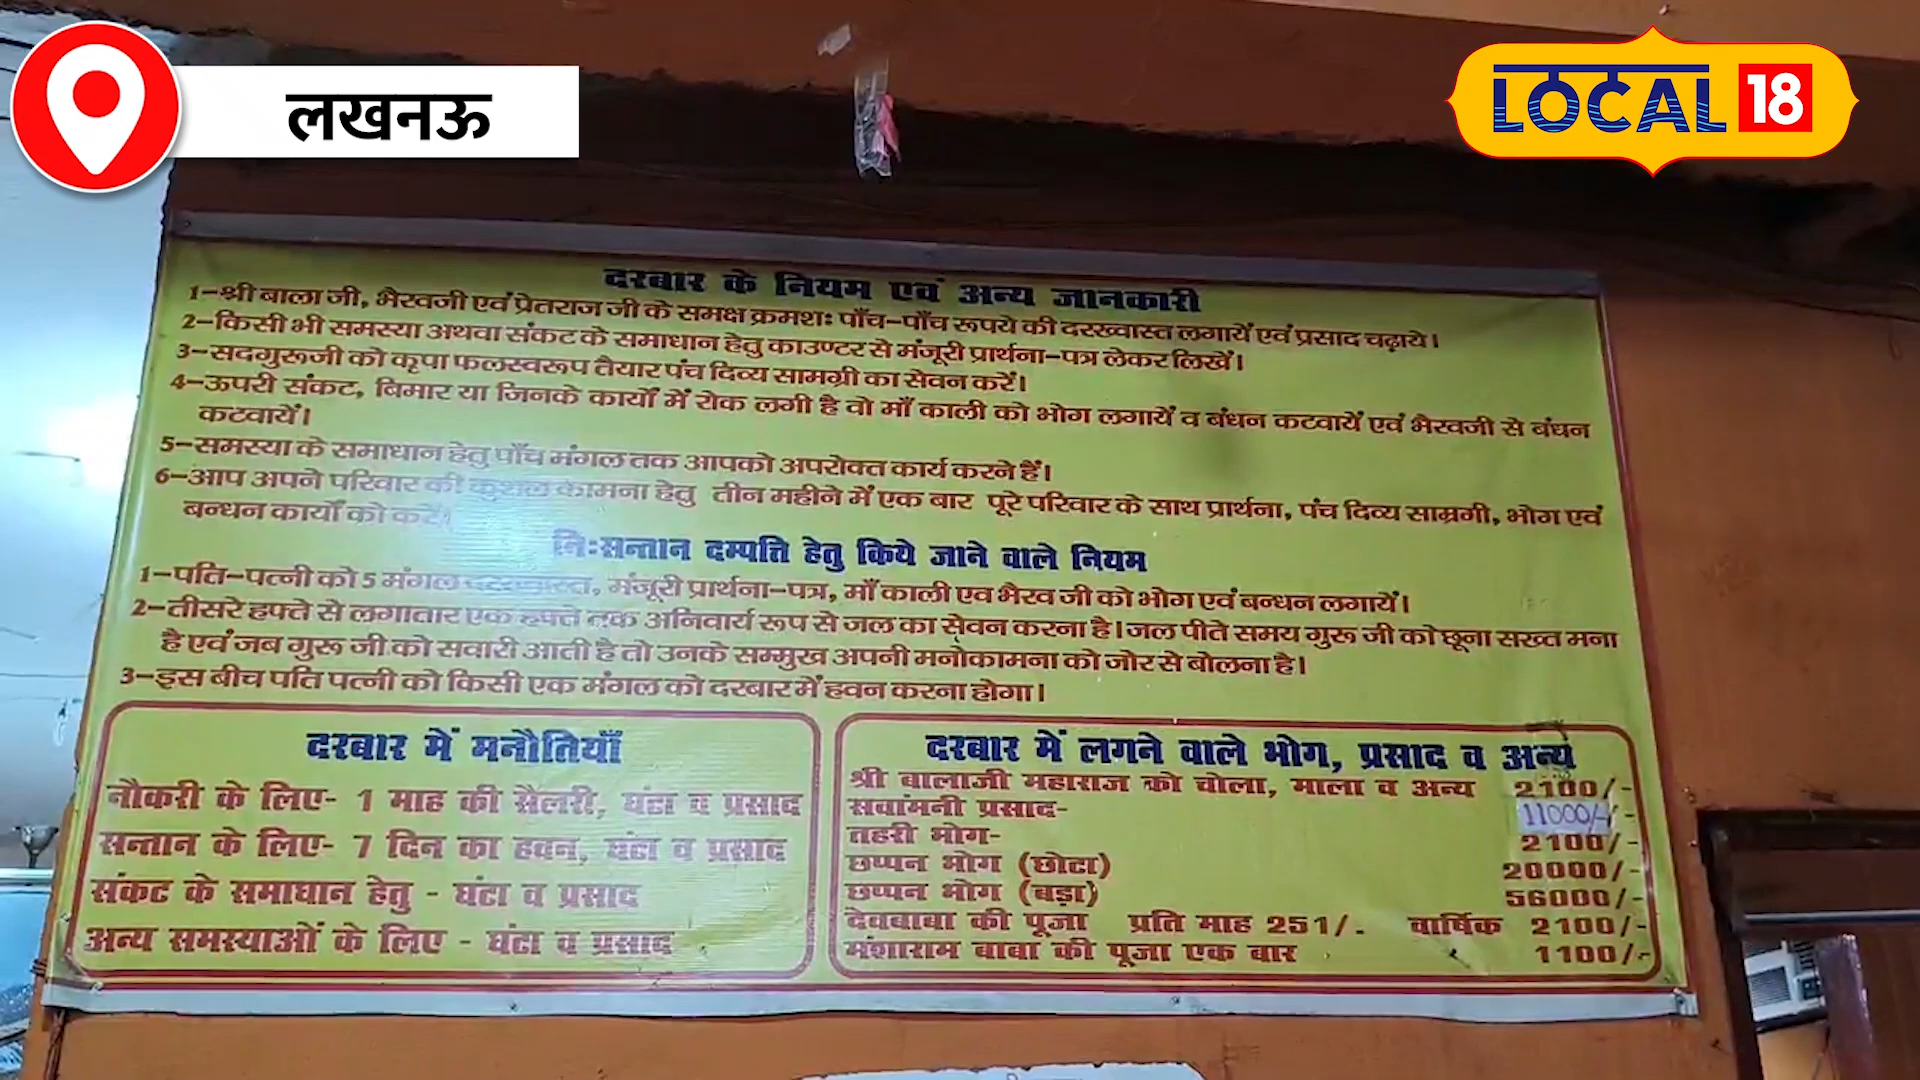 लखनऊ
LOCAL 18
दरबार के नियम एवं अन्य जानकारी
1-श्री बाला जी, भैरवजी एवं प्रेतराज जी के समक्ष क्रमशः पाँच-पाँच रूपये की दरख्वास्त लगायें एवं प्रसाद चढ़ाये।
2-किसी भी समस्या अथवा संकट के समाधान हेतु काउण्टर से मंजूरी प्रार्थना-पत्र लेकर लिखें।
3-सदगुरूजी को कृपा फलस्वरूप तैयार पंच दिव्य सामग्री का सेवन करें।
4-ऊपरी संकट, बिमार या जिनके कार्यों में रोक लगी है वो माँ काली को भोग लगायें व बंधन कटवायें एवं भैरवजी से बंधन
कटवायें।
5-समस्या के समाधान हेतु पाँच मंगल तक आपको अपरोक्त कार्य करने हैं।
6-आप अपने परिवार की कुशल कामना हेतु तीन महीने में एक बार पूरे परिवार के साथ प्रार्थना, पंच दिव्य साम्रगी, भोग एवं
बन्धन कार्यों को करें।
निःसन्तान दम्पत्ति हेतु किये जाने वाले नियम
1-पति-पत्नी को 5 मंगल दरख्वास्त, मंजूरी प्रार्थना-पत्र, माँ काली एव भैरव जी को भोग एवं बन्धन लगायें।
2-तीसरे हफ्ते से लगातार एक हफ्ते तक अनिवार्य रूप से जल का सेवन करना है। जल पीते समय गुरू जी को छूना सख्त मना
है एवं जब गुरू जी को सवारी आती है तो उनके सम्मुख अपनी मनोकामना को जोर से बोलना है।
3-इस बीच पति पत्नी को किसी एक मंगल को दरबार में हवन करना होगा।
दरबार में मनौतियाँ
नौकरी के लिए- 1 माह की सैलरी, घंटा व प्रसाद
सन्तान के लिए- 7 दिन का हवन, घंटा व प्रसाद
संकट के समाधान हेतु - घंटा व प्रसाद
अन्य समस्याओं के लिए - घंटा व प्रसाद
दरबार में लगने वाले भोग, प्रसाद व अन्य
श्री बालाजी महाराज को चोला, माला व अन्य 2100/-
सवांमनी प्रसाद- 11000/-
तहरी भोग- 2100/-
छप्पन भोग (छोटा) 20000/-
छप्पन भोग (बड़ा) 56000/-
देवबाबा की पूजा प्रति माह 251/. वार्षिक 2100/-
मंशाराम बाबा की पूजा एक बार 1100/-